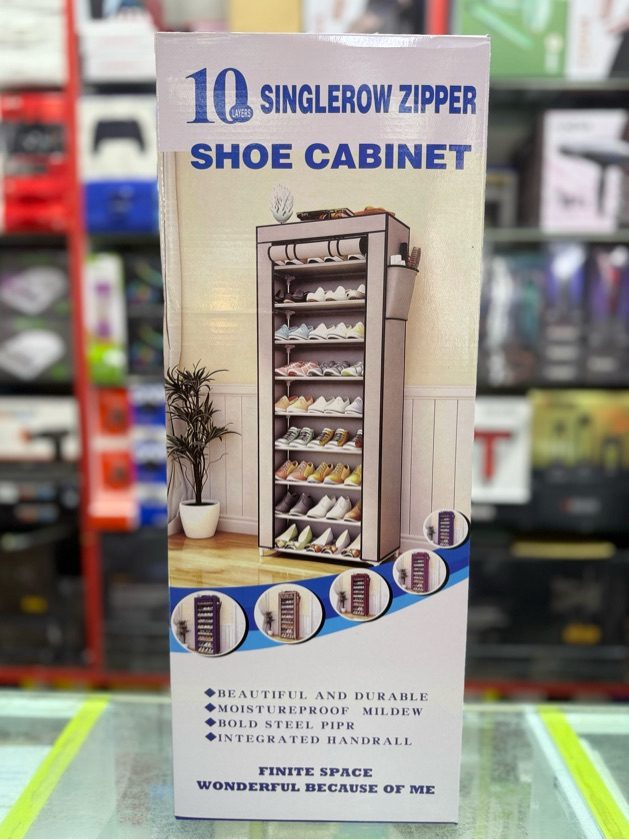 10 LAYERS SINGLEROW ZIPPER
SHOE CABINET
◆BEAUTIFUL AND DURABLE
◆MOISTUREPROOF MILDEW
◆BOLD STEEL PIPR
◆INTEGRATED HANDRALL
FINITE SPACE
WONDERFUL BECAUSE OF ME